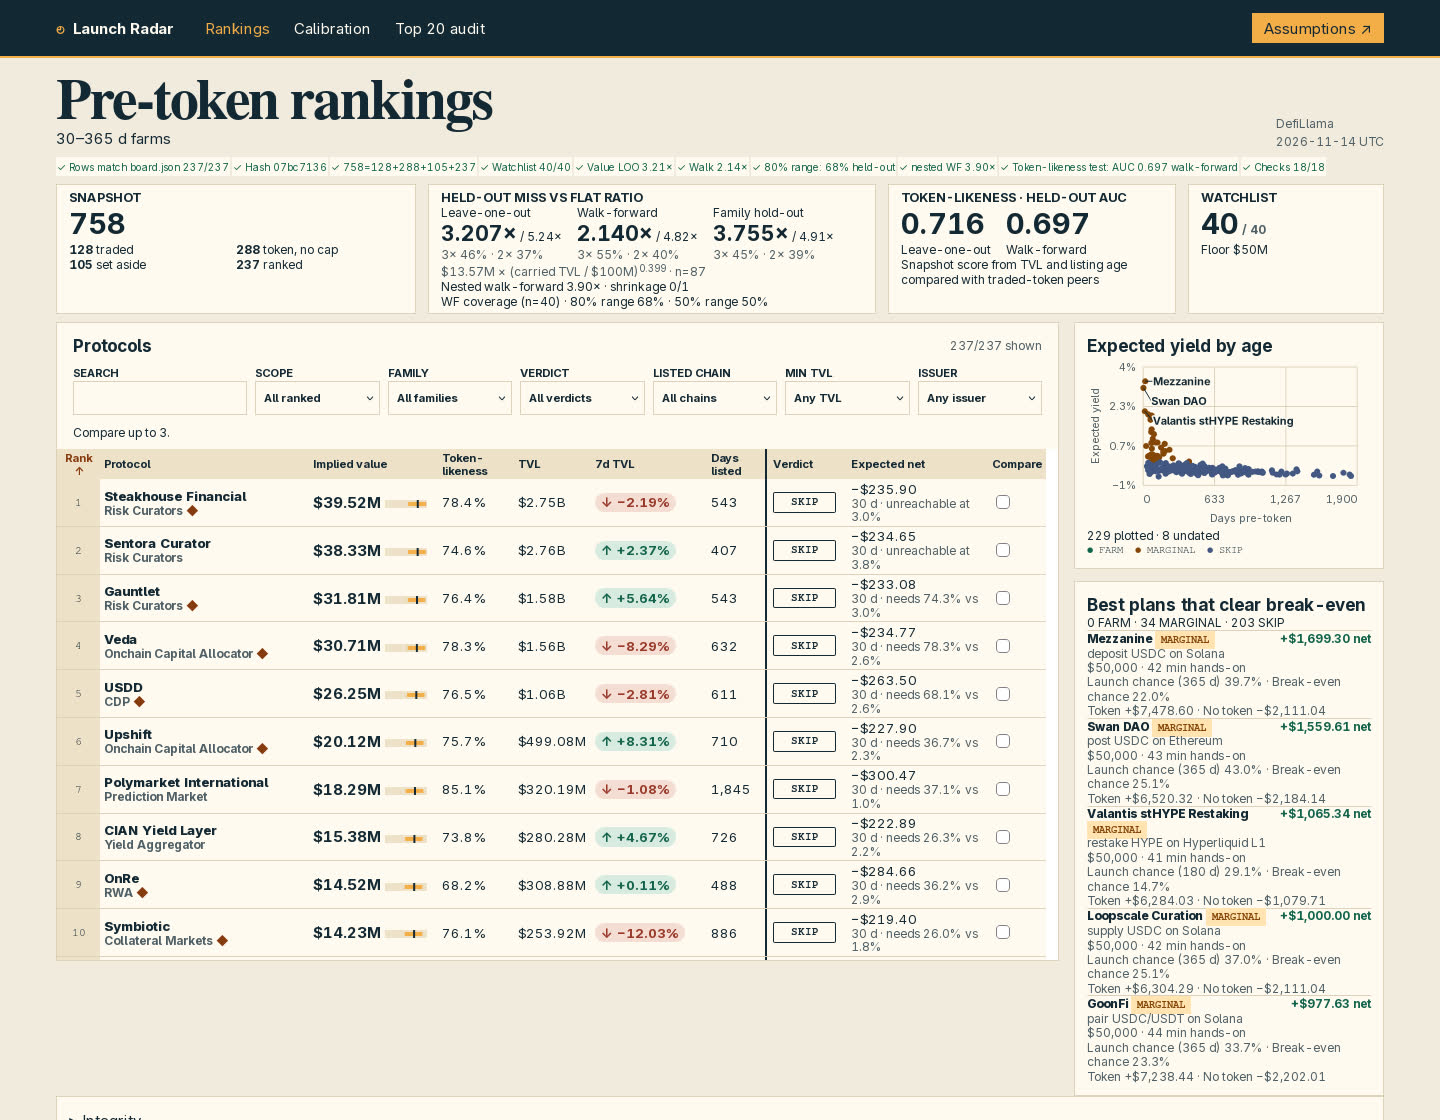 Launch Radar Rankings Calibration Top 20 audit Assumptions ↗
Pre-token rankings
30–365 d farms
DefiLlama
2026-11-14 UTC
✓ Rows match board.json 237/237 ✓ Hash 07bc7136 ✓ 758=128+288+105+237 ✓ Watchlist 40/40 ✓ Value LOO 3.21× ✓ Walk 2.14× ✓ 80% range: 68% held-out ✓ nested WF 3.90× ✓ Token-likeness test: AUC 0.697 walk-forward ✓ Checks 18/18
SNAPSHOT
758
128 traded 288 token, no cap
105 set aside 237 ranked
HELD-OUT MISS VS FLAT RATIO
Leave-one-out Walk-forward Family hold-out
3.207× / 5.24× 2.140× / 4.82× 3.755× / 4.91×
3× 46% · 2× 37% 3× 55% · 2× 40% 3× 45% · 2× 39%
$13.57M × (carried TVL / $100M)^0.399 · n=87
Nested walk-forward 3.90× · shrinkage 0/1
WF coverage (n=40) · 80% range 68% · 50% range 50%
TOKEN-LIKENESS · HELD-OUT AUC
0.716 0.697
Leave-one-out Walk-forward
Snapshot score from TVL and listing age
compared with traded-token peers
WATCHLIST
40 / 40
Floor $50M
Protocols 237/237 shown
SEARCH SCOPE FAMILY VERDICT LISTED CHAIN MIN TVL ISSUER
All ranked All families All verdicts All chains Any TVL Any issuer
Compare up to 3.
Rank ↑ Protocol Implied value Token-likeness TVL 7d TVL Days listed Verdict Expected net Compare
1 Steakhouse Financial $39.52M 78.4% $2.75B ↓ −2.19% 543 SKIP −$235.90
Risk Curators ◆ 30 d · unreachable at 3.0%
2 Sentora Curator $38.33M 74.6% $2.76B ↑ +2.37% 407 SKIP −$234.65
Risk Curators 30 d · unreachable at 3.8%
3 Gauntlet $31.81M 76.4% $1.58B ↑ +5.64% 543 SKIP −$233.08
Risk Curators ◆ 30 d · needs 74.3% vs 3.0%
4 Veda $30.71M 78.3% $1.56B ↓ −8.29% 632 SKIP −$234.77
Onchain Capital Allocator ◆ 30 d · needs 78.3% vs 2.6%
5 USDD $26.25M 76.5% $1.06B ↓ −2.81% 611 SKIP −$263.50
CDP ◆ 30 d · needs 68.1% vs 2.6%
6 Upshift $20.12M 75.7% $499.08M ↑ +8.31% 710 SKIP −$227.90
Onchain Capital Allocator ◆ 30 d · needs 36.7% vs 2.3%
7 Polymarket International $18.29M 85.1% $320.19M ↓ −1.08% 1,845 SKIP −$300.47
Prediction Market 30 d · needs 37.1% vs 1.0%
8 CIAN Yield Layer $15.38M 73.8% $280.28M ↑ +4.67% 726 SKIP −$222.89
Yield Aggregator 30 d · needs 26.3% vs 2.2%
9 OnRe $14.52M 68.2% $308.88M ↑ +0.11% 488 SKIP −$284.66
RWA ◆ 30 d · needs 36.2% vs 2.9%
10 Symbiotic $14.23M 76.1% $253.92M ↓ −12.03% 886 SKIP −$219.40
Collateral Markets ◆ 30 d · needs 26.0% vs 1.8%
Expected yield by age
4%
2.3%
0.7%
−1%
Expected yield
Mezzanine
Swan DAO
Valantis stHYPE Restaking
0 633 1,267 1,900
Days pre-token
229 plotted · 8 undated
● FARM ● MARGINAL ● SKIP
Best plans that clear break-even
0 FARM · 34 MARGINAL · 203 SKIP
Mezzanine MARGINAL +$1,699.30 net
deposit USDC on Solana
$50,000 · 42 min hands-on
Launch chance (365 d) 39.7% · Break-even
chance 22.0%
Token +$7,478.60 · No token −$2,111.04
Swan DAO MARGINAL +$1,559.61 net
post USDC on Ethereum
$50,000 · 43 min hands-on
Launch chance (365 d) 43.0% · Break-even
chance 25.1%
Token +$6,520.32 · No token −$2,184.14
Valantis stHYPE Restaking +$1,065.34 net
MARGINAL
restake HYPE on Hyperliquid L1
$50,000 · 41 min hands-on
Launch chance (180 d) 29.1% · Break-even
chance 14.7%
Token +$6,284.03 · No token −$1,079.71
Loopscale Curation MARGINAL +$1,000.00 net
supply USDC on Solana
$50,000 · 42 min hands-on
Launch chance (365 d) 37.0% · Break-even
chance 25.1%
Token +$6,304.29 · No token −$2,111.04
GoonFi MARGINAL +$977.63 net
pair USDC/USDT on Solana
$50,000 · 44 min hands-on
Launch chance (365 d) 33.7% · Break-even
chance 23.3%
Token +$7,238.44 · No token −$2,202.01
▸ Integrity